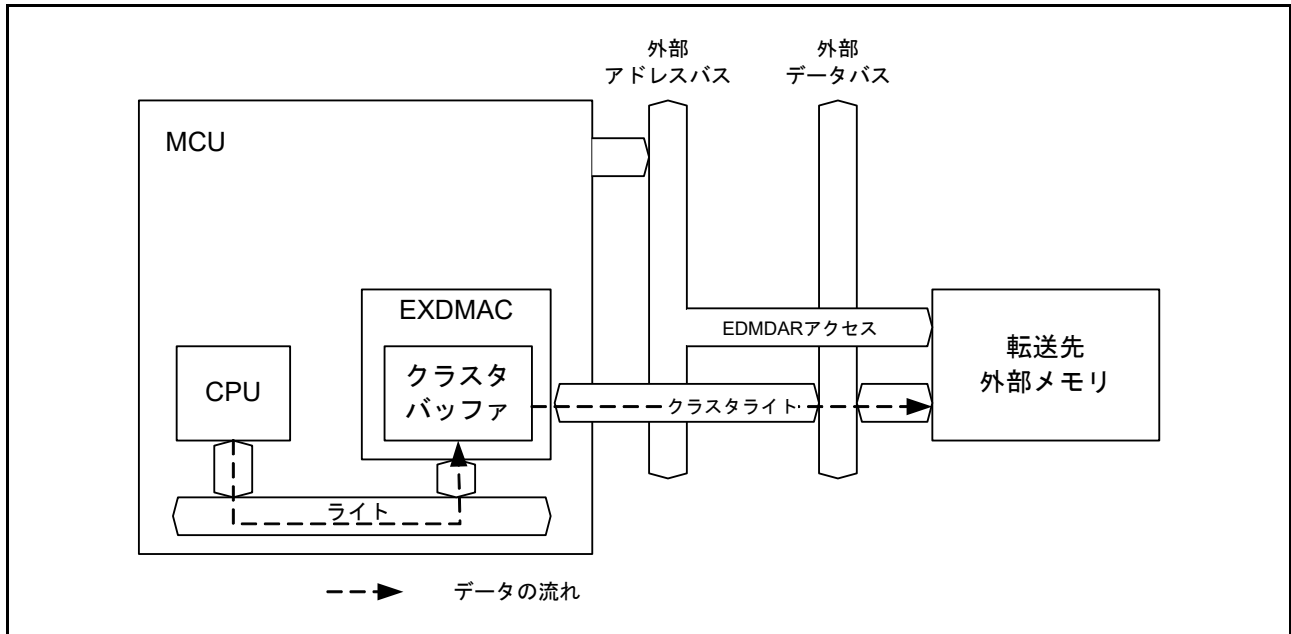 外部
アドレスバス
外部
データバス
MCU
EXDMAC
EDMDARアクセス
転送先
外部メモリ
CPU
クラスタ
バッファ
クラスタライト
ライト
データの流れ